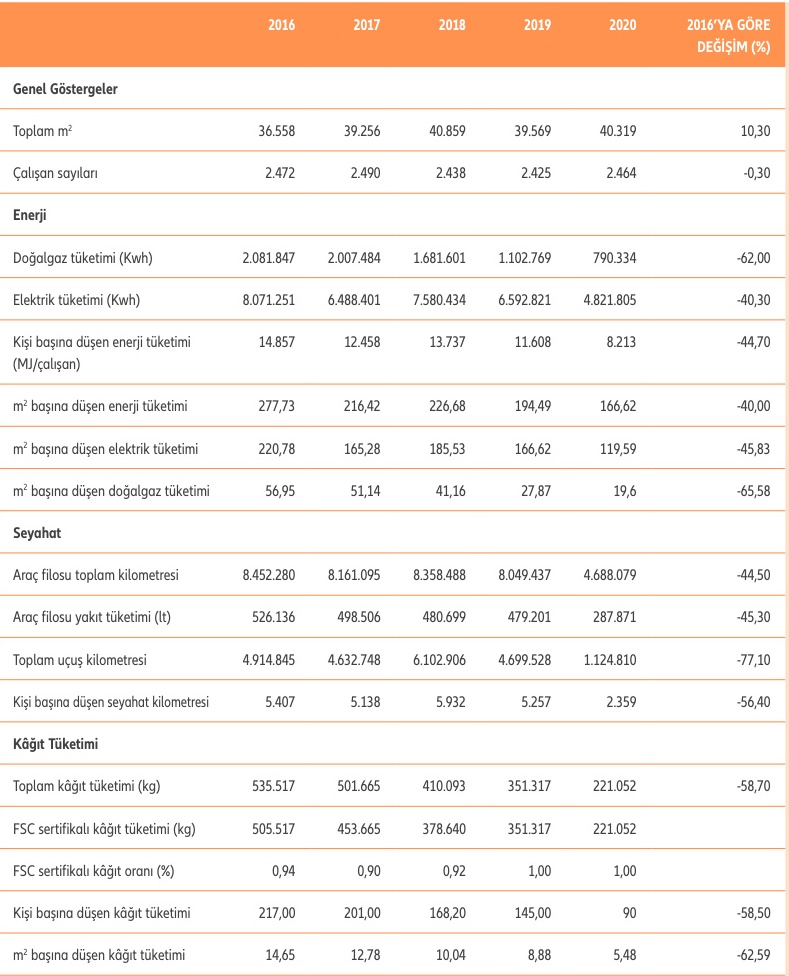 2016 2017 2018 2019 2020 2016’YA GÖRE
DEĞİŞİM (%)
Genel Göstergeler
Toplam m² 36.558 39.256 40.859 39.569 40.319 10,30
Çalışan sayıları 2.472 2.490 2.438 2.425 2.464 -0,30
Enerji
Doğalgaz tüketimi (Kwh) 2.081.847 2.007.484 1.681.601 1.102.769 790.334 -62,00
Elektrik tüketimi (Kwh) 8.071.251 6.488.401 7.580.434 6.592.821 4.821.805 -40,30
Kişi başına düşen enerji tüketimi 14.857 12.458 13.737 11.608 8.213 -44,70
(MJ/çalışan)
m² başına düşen enerji tüketimi 277,73 216,42 226,68 194,49 166,62 -40,00
m² başına düşen elektrik tüketimi 220,78 165,28 185,53 166,62 119,59 -45,83
m² başına düşen doğalgaz tüketimi 56,95 51,14 41,16 27,87 19,6 -65,58
Seyahat
Araç filosu toplam kilometresi 8.452.280 8.161.095 8.358.488 8.049.437 4.688.079 -44,50
Araç filosu yakıt tüketimi (lt) 526.136 498.506 480.699 479.201 287.871 -45,30
Toplam uçuş kilometresi 4.914.845 4.632.748 6.102.906 4.699.528 1.124.810 -77,10
Kişi başına düşen seyahat kilometresi 5.407 5.138 5.932 5.257 2.359 -56,40
Kâğıt Tüketimi
Toplam kâğıt tüketimi (kg) 535.517 501.665 410.093 351.317 221.052 -58,70
FSC sertifikalı kâğıt tüketimi (kg) 505.517 453.665 378.640 351.317 221.052
FSC sertifikalı kâğıt oranı (%) 0,94 0,90 0,92 1,00 1,00
Kişi başına düşen kâğıt tüketimi 217,00 201,00 168,20 145,00 90 -58,50
m² başına düşen kâğıt tüketimi 14,65 12,78 10,04 8,88 5,48 -62,59